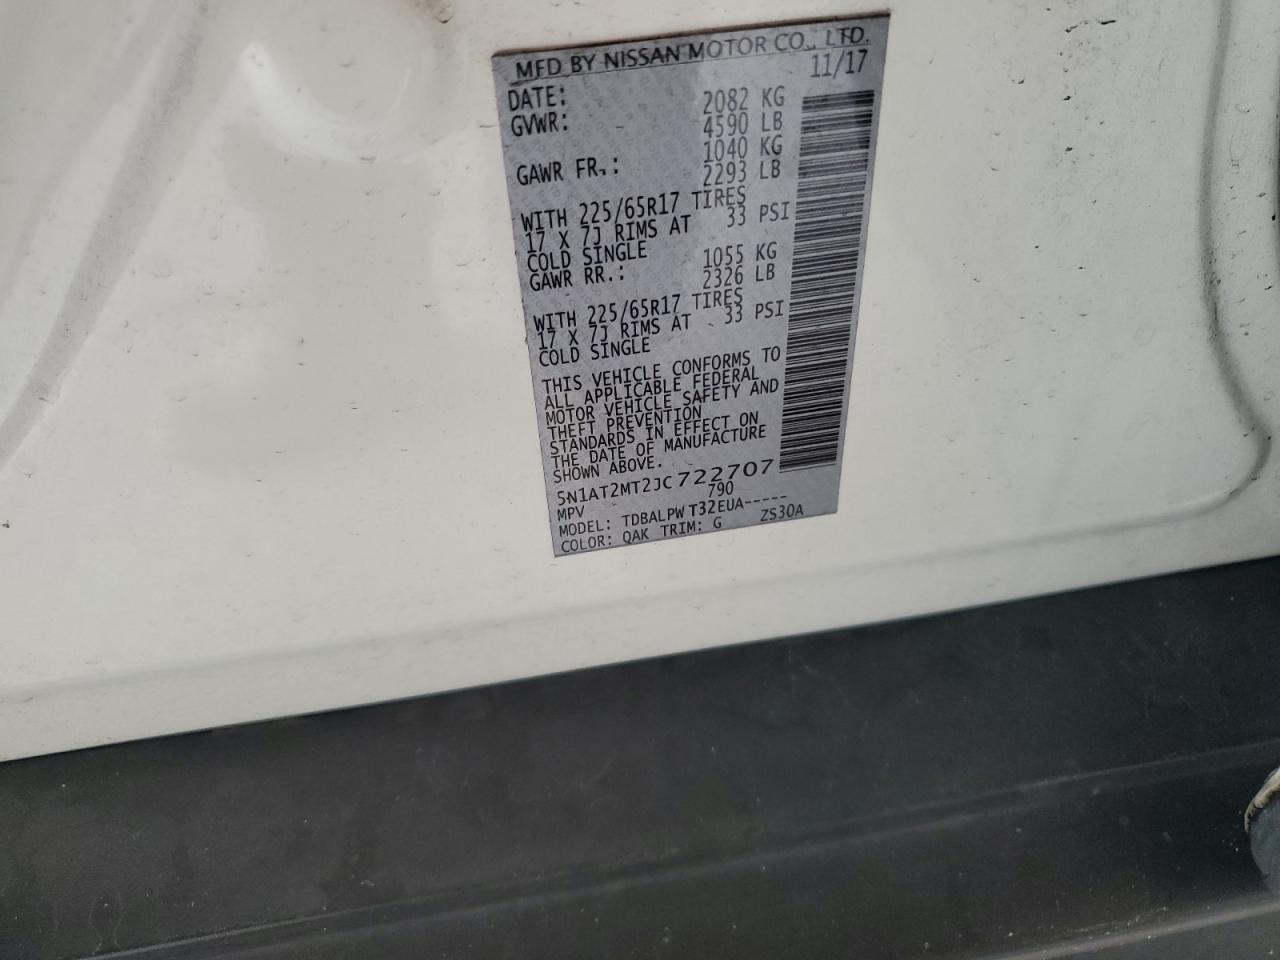 MFD BY NISSAN MOTOR CO., LTD.
DATE: 11/17
GVWR: 2082 KG
4590 LB
GAWR FR.: 1040 KG
2293 LB
WITH 225/65R17 TIRES
17 X 7J RIMS AT 33 PSI
COLD SINGLE
GAWR RR.: 1055 KG
2326 LB
WITH 225/65R17 TIRES
17 X 7J RIMS AT 33 PSI
COLD SINGLE
THIS VEHICLE CONFORMS TO
ALL APPLICABLE FEDERAL
MOTOR VEHICLE SAFETY AND
THEFT PREVENTION
STANDARDS IN EFFECT ON
THE DATE OF MANUFACTURE
SHOWN ABOVE.
5N1AT2MT2JC722707
MPV 790
MODEL: TDBALPWT32EUA-----
COLOR: QAK TRIM: G ZS30A